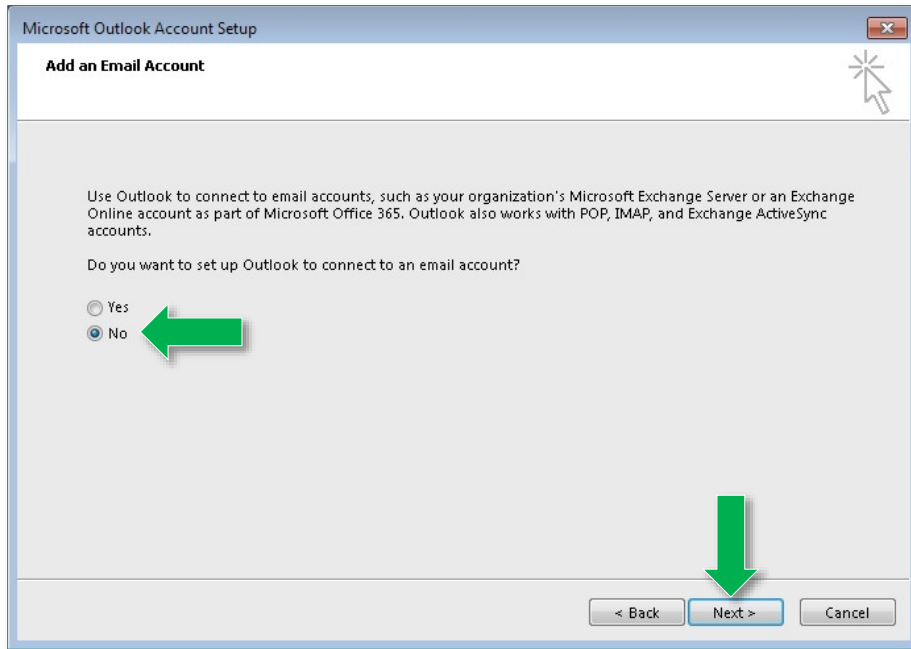 Microsoft Outlook Account Setup
Add an Email Account
Use Outlook to connect to email accounts, such as your organization's Microsoft Exchange Server or an Exchange
Online account as part of Microsoft Office 365. Outlook also works with POP, IMAP, and Exchange ActiveSync
accounts.
Do you want to set up Outlook to connect to an email account?
Yes
No
< Back Next > Cancel